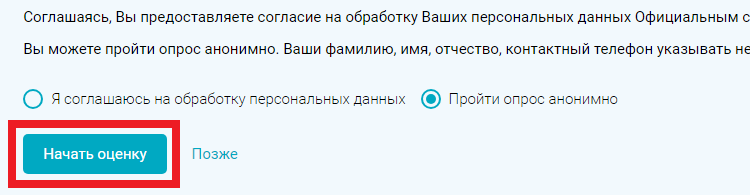 Соглашаясь, Вы предоставляете согласие на обработку Ваших персональных данных Официальным с
Вы можете пройти опрос анонимно. Ваши фамилию, имя, отчество, контактный телефон указывать не
Я соглашаюсь на обработку персональных данных Пройти опрос анонимно
Начать оценку Позже